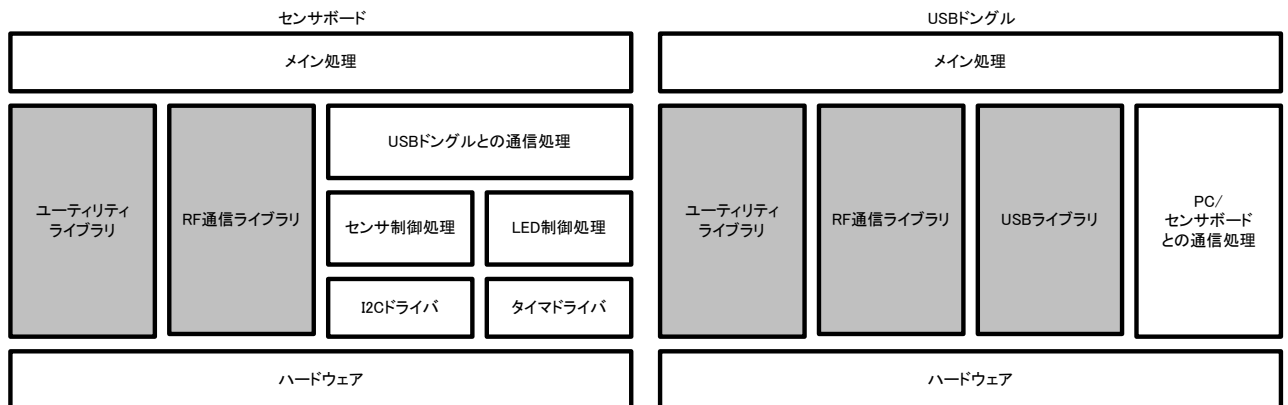 センサボード
メイン処理
ユーティリティ
ライブラリ
RF通信ライブラリ
USBドングルとの通信処理
センサ制御処理
LED制御処理
I2Cドライバ
タイマドライバ
ハードウェア
USBドングル
メイン処理
ユーティリティ
ライブラリ
RF通信ライブラリ
USBライブラリ
PC/
センサボード
との通信処理
ハードウェア